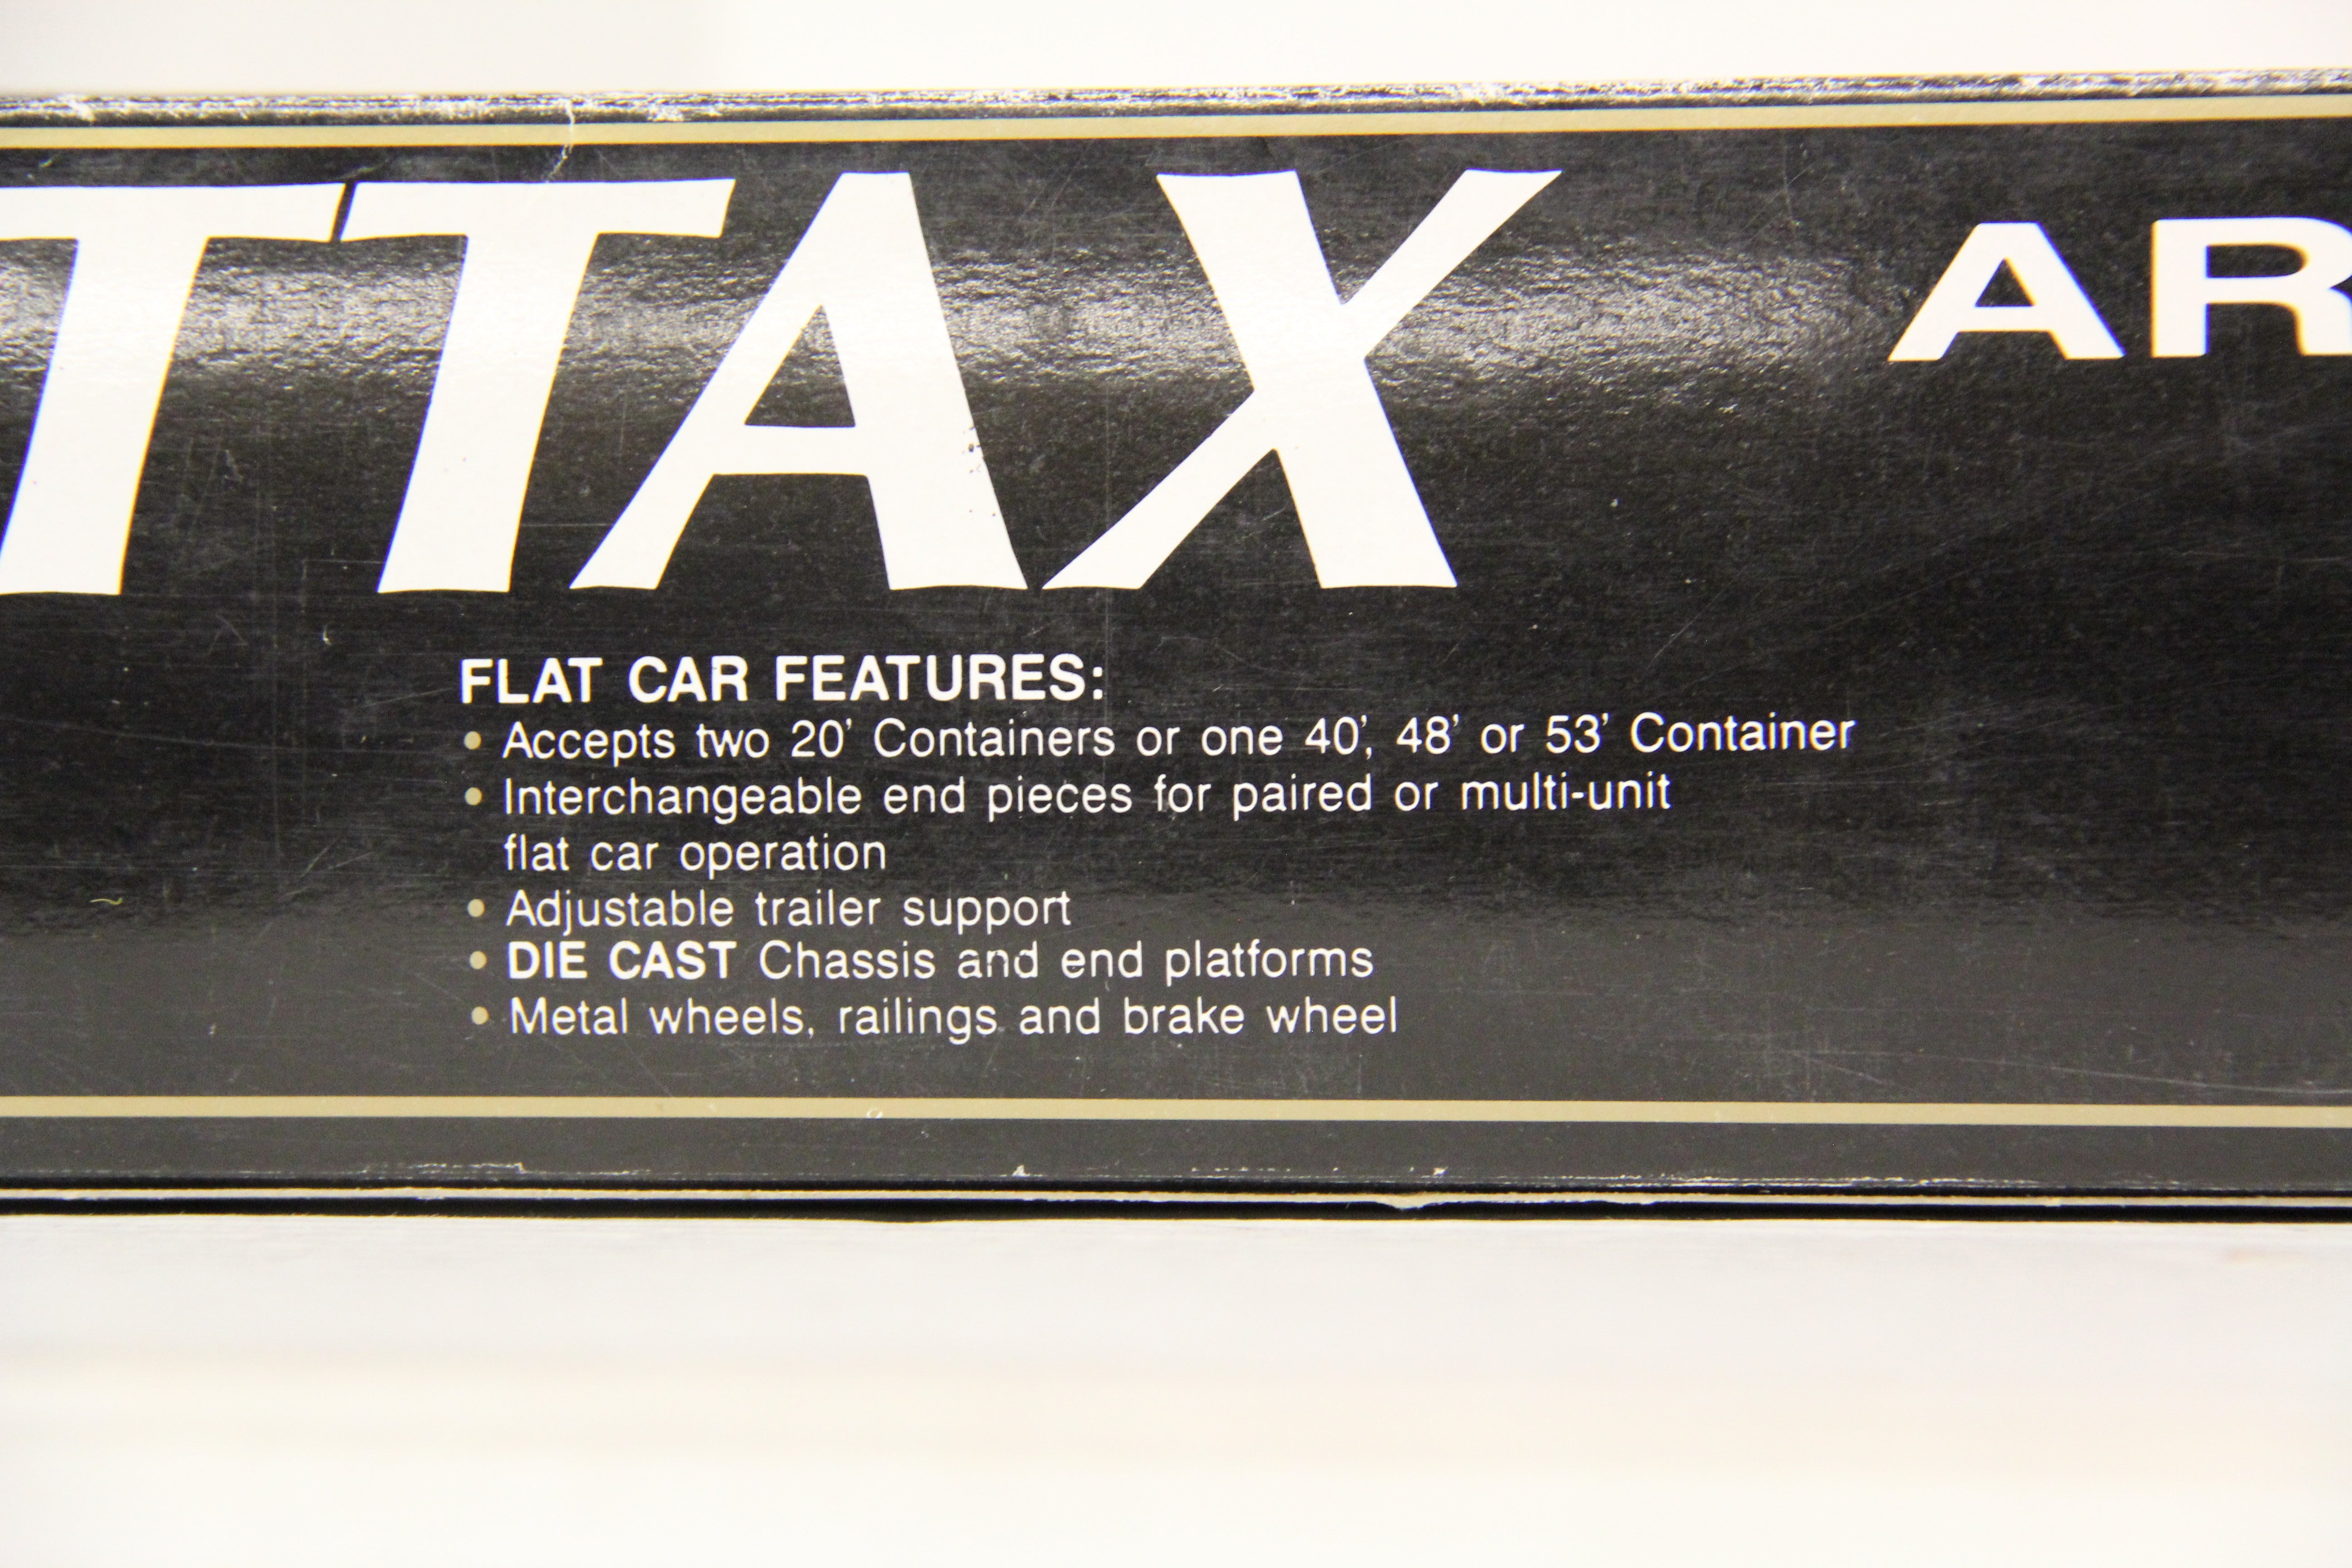 TTAX AR
FLAT CAR FEATURES:
• Accepts two 20' Containers or one 40', 48' or 53' Container
• Interchangeable end pieces for paired or multi-unit
flat car operation
• Adjustable trailer support
• DIE CAST Chassis and end platforms
• Metal wheels, railings and brake wheel